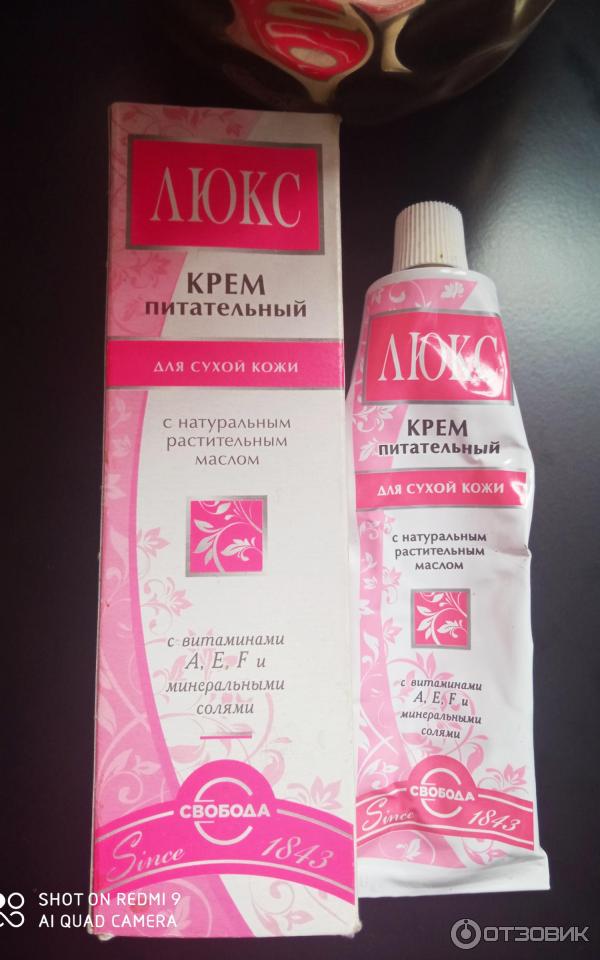 ЛЮКС
КРЕМ
питательный
ДЛЯ СУХОЙ КОЖИ
с натуральным
растительным
маслом
с витаминами
A, E, F и
минеральными
солями
СВОБОДА
Since 1843
ЛЮКС
КРЕМ
питательный
ДЛЯ СУХОЙ КОЖИ
с натуральным
растительным
маслом
с витаминами
A, E, F и
минеральными
солями
СВОБОДА
Since 1843
SHOT ON REDMI 9
AI QUAD CAMERA
ОТЗОВИК